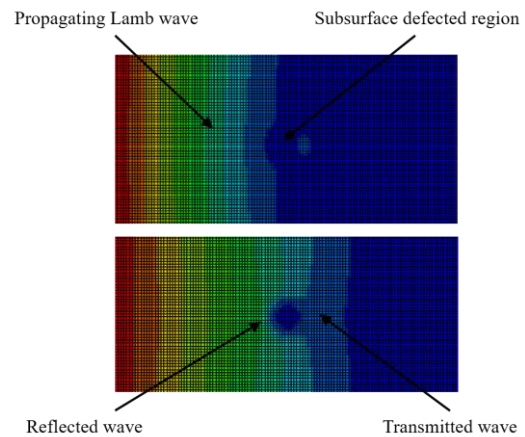 Propagating Lamb wave
Subsurface defected region
Reflected wave
Transmitted wave